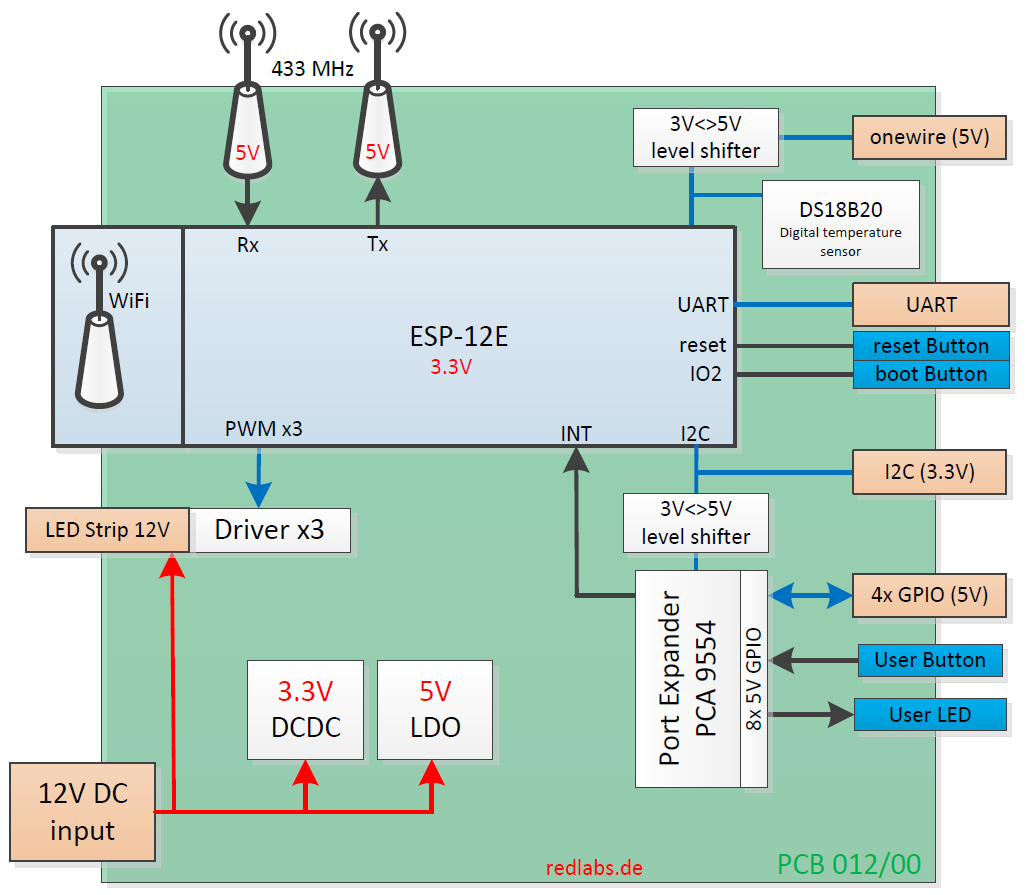 433 MHz
5V
5V
3V<>5V
level shifter
onewire (5V)
DS18B20
Digital temperature
sensor
Rx
Tx
WiFi
ESP-12E
3.3V
UART
UART
reset
reset Button
IO2
boot Button
PWM x3
INT
I2C
I2C (3.3V)
LED Strip 12V
Driver x3
3V<>5V
level shifter
Port Expander
PCA 9554
8x 5V GPIO
4x GPIO (5V)
User Button
User LED
3.3V
DCDC
5V
LDO
12V DC
input
redlabs.de
PCB 012/00